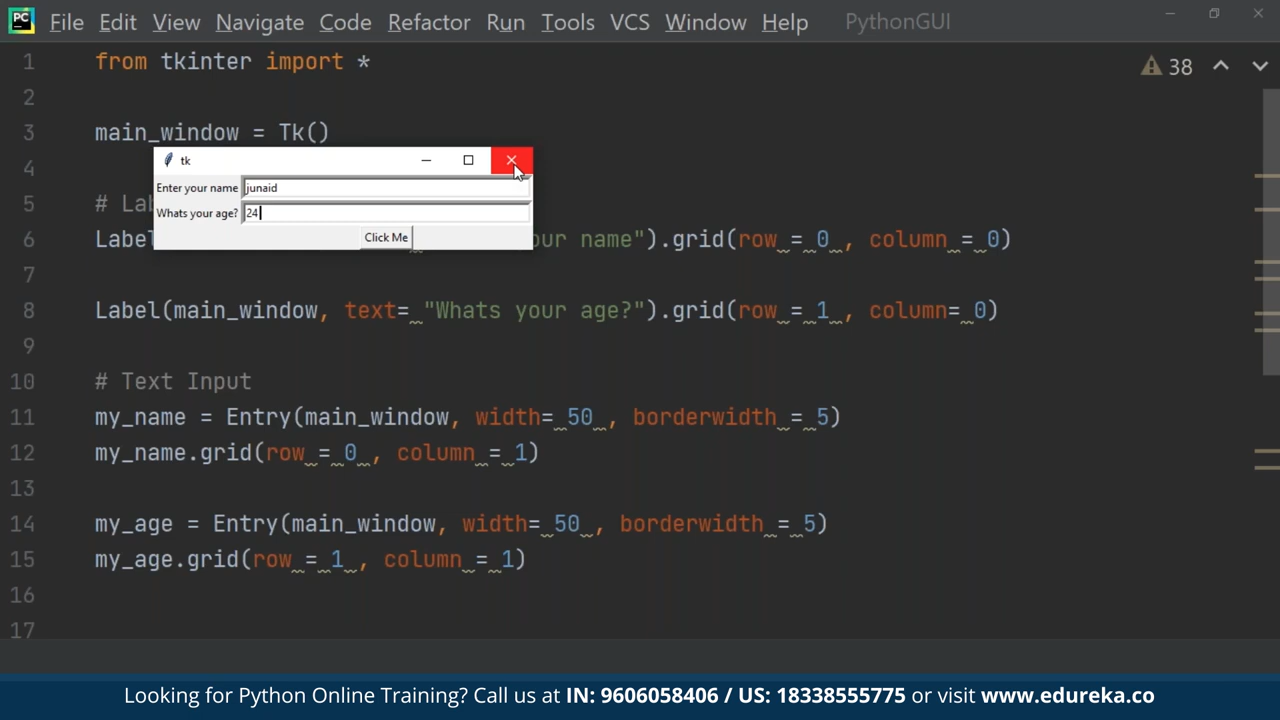 PC File Edit View Navigate Code Refactor Run Tools VCS Window Help PythonGUI
1 from tkinter import *
38
2
3 main_window = Tk()
4
tk
Enter your name junaid
Whats your age? 24
Click Me
5 # La
6 Label our name").grid(row = 0 , column = 0)
7
8 Label(main_window, text= "Whats your age?").grid(row = 1 , column= 0)
9
10 # Text Input
11 my_name = Entry(main_window, width= 50 , borderwidth = 5)
12 my_name.grid(row = 0 , column = 1)
13
14 my_age = Entry(main_window, width= 50 , borderwidth = 5)
15 my_age.grid(row = 1 , column = 1)
16
17
Looking for Python Online Training? Call us at IN: 9606058406 / US: 18338555775 or visit www.edureka.co